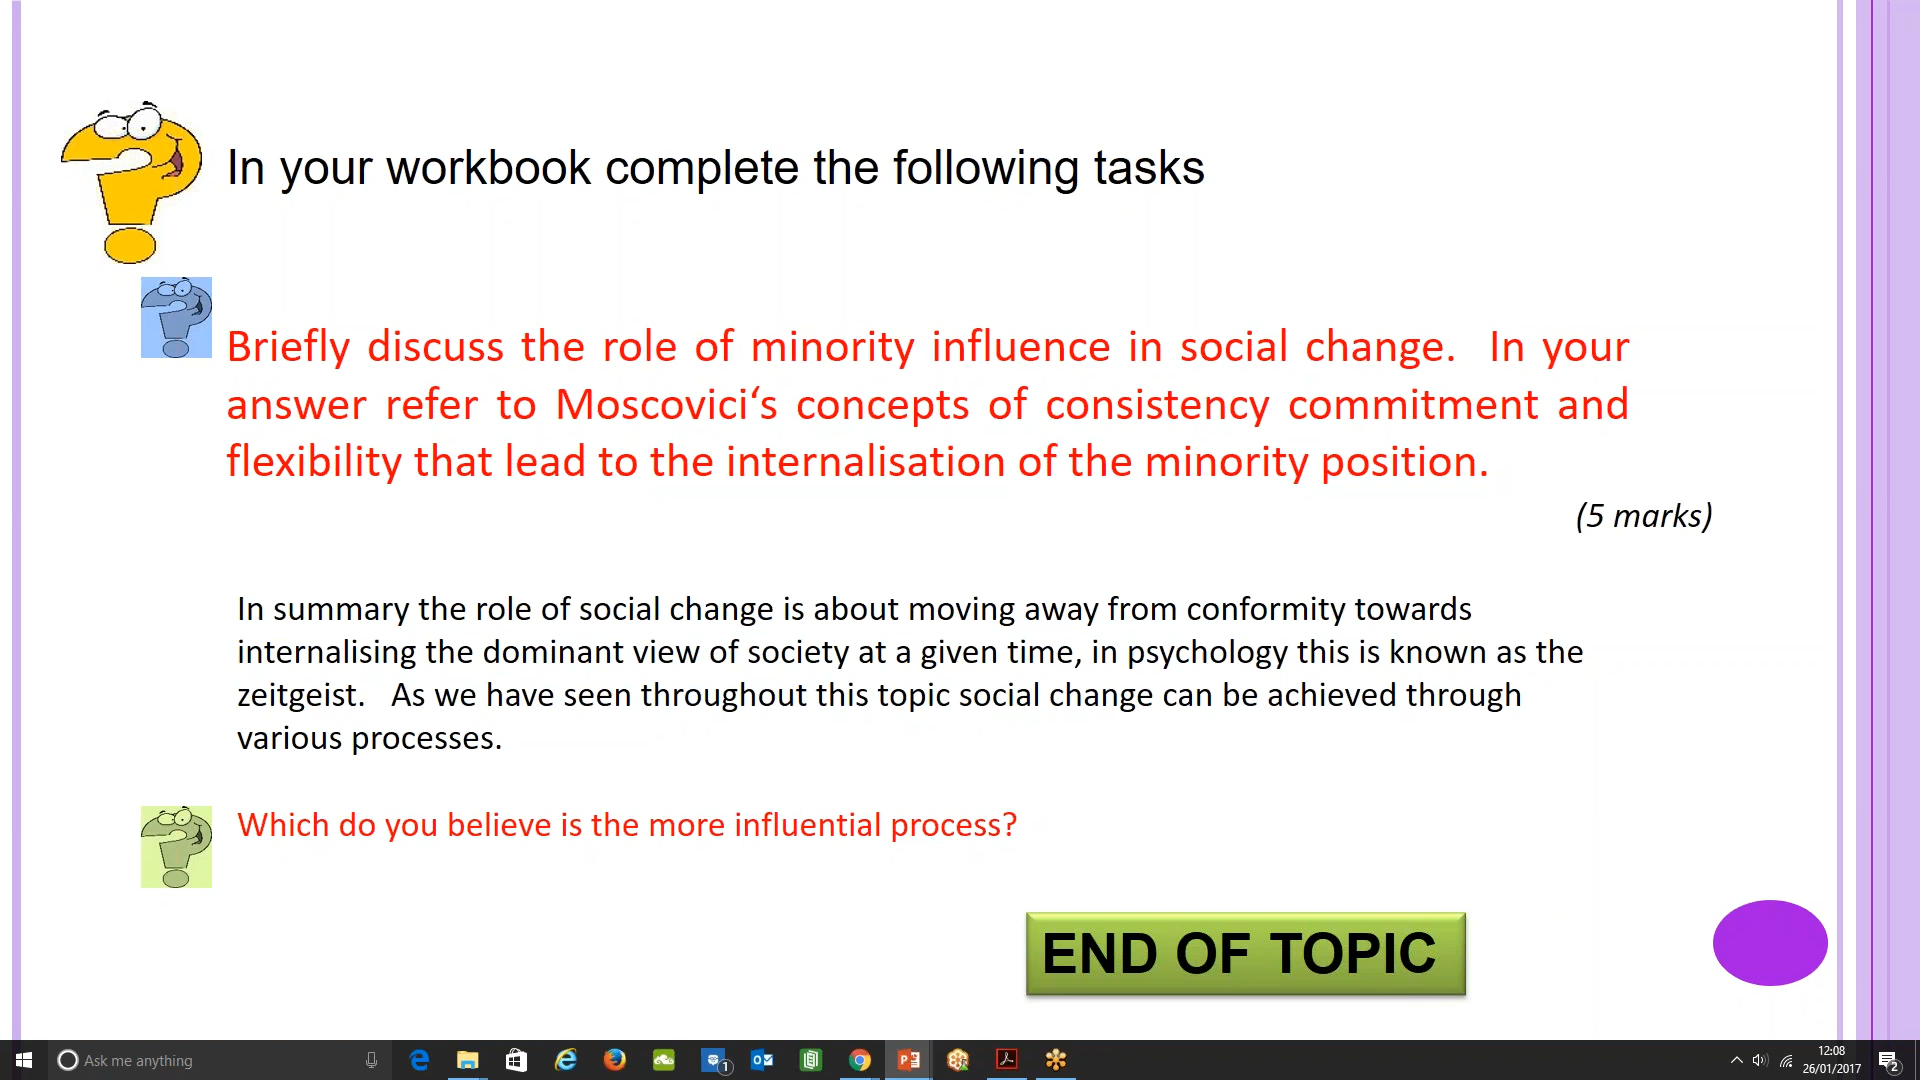 In your workbook complete the following tasks
Briefly discuss the role of minority influence in social change.  In your
answer refer to Moscovici‘s concepts of consistency commitment and
flexibility that lead to the internalisation of the minority position.
(5 marks)
In summary the role of social change is about moving away from conformity towards
internalising the dominant view of society at a given time, in psychology this is known as the
zeitgeist.   As we have seen throughout this topic social change can be achieved through
various processes.
Which do you believe is the more influential process?
END OF TOPIC
Ask me anything
1
12:08
26/01/2017
2